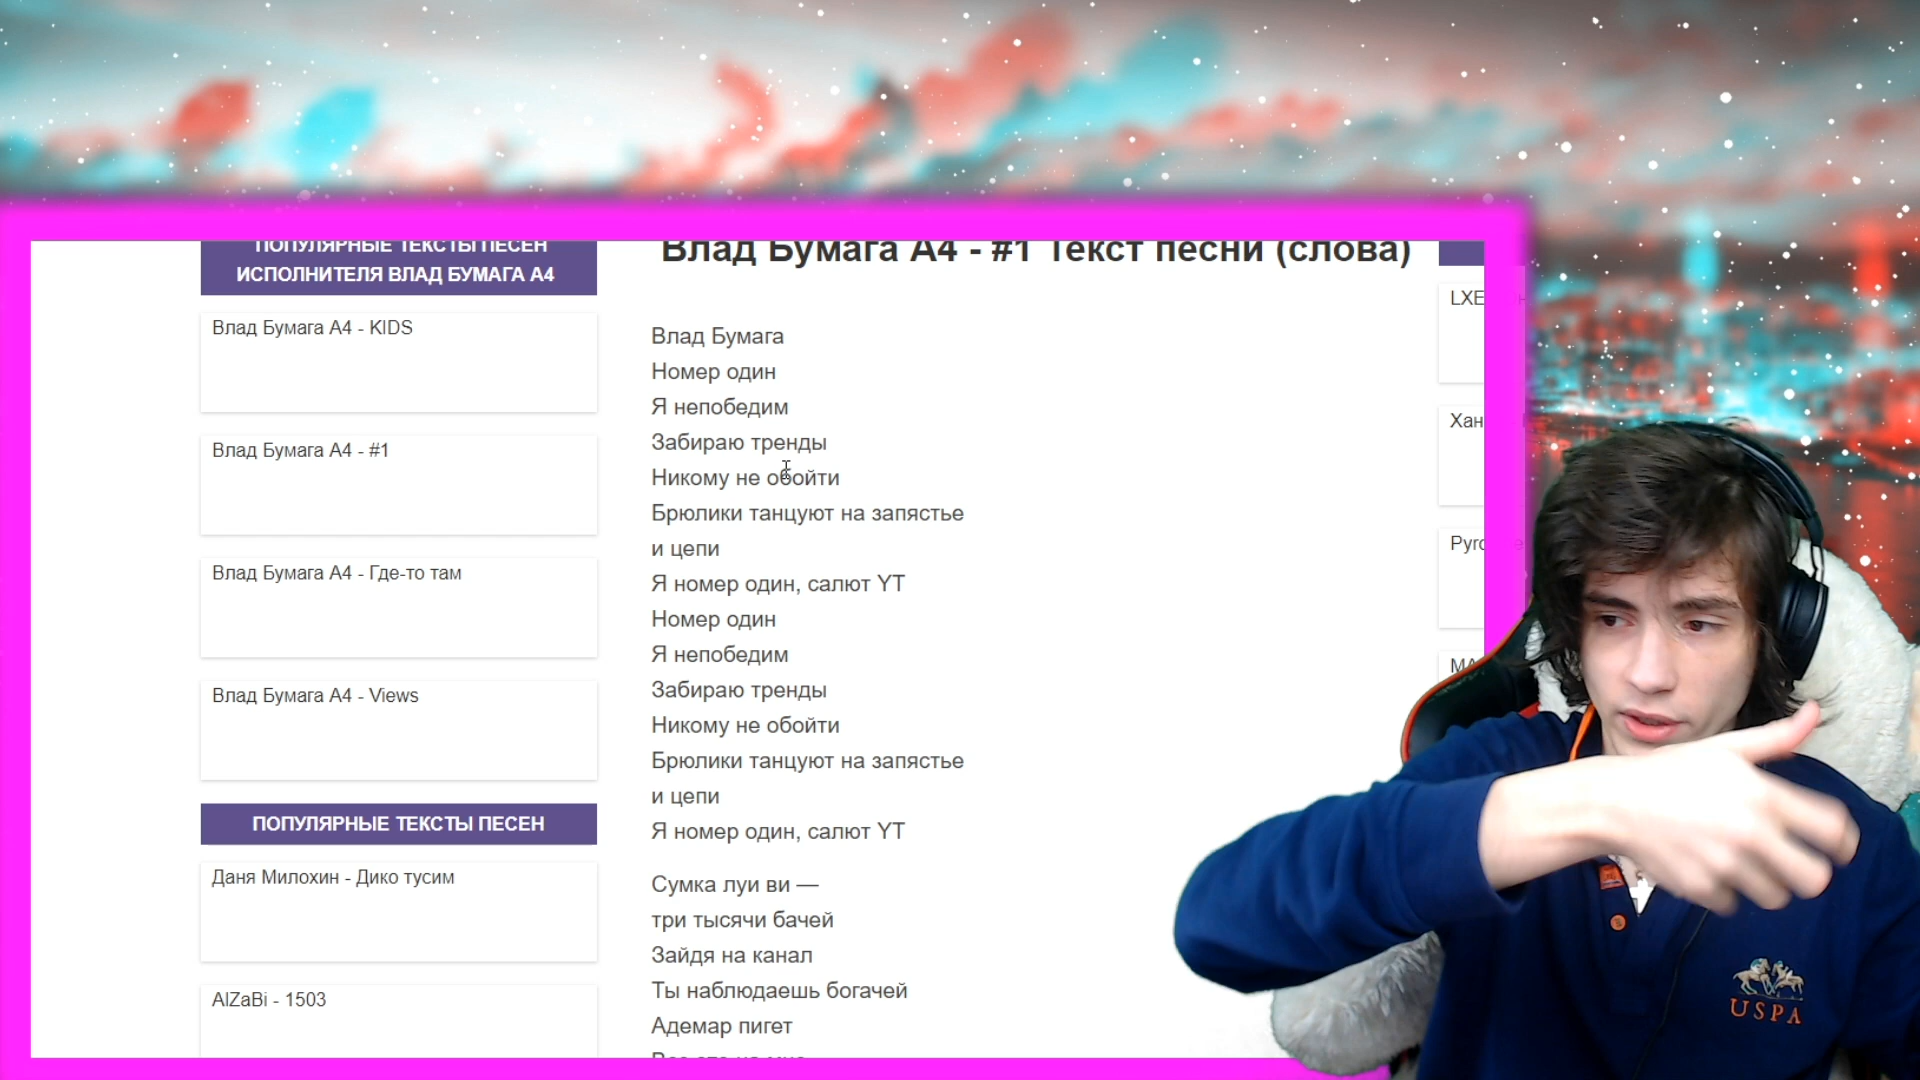 ПОПУЛЯРНЫЕ ТЕКСТЫ ПЕСЕН
ИСПОЛНИТЕЛЯ ВЛАД БУМАГА А4
Влад Бумага А4 - KIDS
Влад Бумага А4 - #1
Влад Бумага А4 - Где-то там
Влад Бумага А4 - Views
ПОПУЛЯРНЫЕ ТЕКСТЫ ПЕСЕН
Даня Милохин - Дико тусим
AlZaBi - 1503
Влад Бумага А4 - #1 Текст песни (слова)
Влад Бумага
Номер один
Я непобедим
Забираю тренды
Никому не обойти
Брюлики танцуют на запястье
и цепи
Я номер один, салют YT
Номер один
Я непобедим
Забираю тренды
Никому не обойти
Брюлики танцуют на запястье
и цепи
Я номер один, салют YT
Сумка луи ви —
три тысячи бачей
Зайдя на канал
Ты наблюдаешь богачей
Адемар пигет
LXE
Хан
USPA